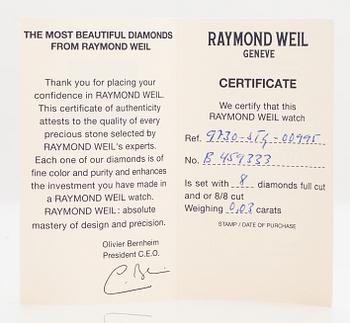 THE MOST BEAUTIFUL DIAMONDS
FROM RAYMOND WEIL
Thank you for placing your
confidence in RAYMOND WEIL.
This certificate of authenticity
attests to the quality of every
precious stone selected by
RAYMOND WEIL's experts.
Each one of our diamonds is of
fine color and purity and enhances
the investment you have made in
a RAYMOND WEIL watch.
RAYMOND WEIL: absolute
mastery of design and precision.
Olivier Bernheim
President C.E.O.
RAYMOND WEIL
GENEVE
CERTIFICATE
We certify that this
RAYMOND WEIL watch
Ref. 9730-STG-00995
No. B 459333
Is set with 8 diamonds full cut
and or 8/8 cut
Weighing 0,03 carats
STAMP / DATE OF PURCHASE